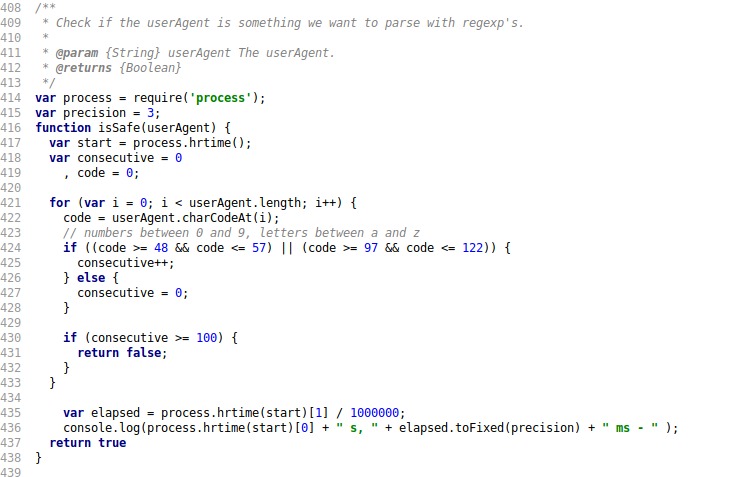 408 /**
409  * Check if the userAgent is something we want to parse with regexp's.
410  *
411  * @param {String} userAgent The userAgent.
412  * @returns {Boolean}
413  */
414 var process = require('process');
415 var precision = 3;
416 function isSafe(userAgent) {
417   var start = process.hrtime();
418   var consecutive = 0
419     , code = 0;
420
421   for (var i = 0; i < userAgent.length; i++) {
422     code = userAgent.charCodeAt(i);
423     // numbers between 0 and 9, letters between a and z
424     if ((code >= 48 && code <= 57) || (code >= 97 && code <= 122)) {
425       consecutive++;
426     } else {
427       consecutive = 0;
428     }
429
430     if (consecutive >= 100) {
431       return false;
432     }
433   }
434
435     var elapsed = process.hrtime(start)[1] / 1000000;
436     console.log(process.hrtime(start)[0] + " s, " + elapsed.toFixed(precision) + " ms - " );
437   return true
438 }
439